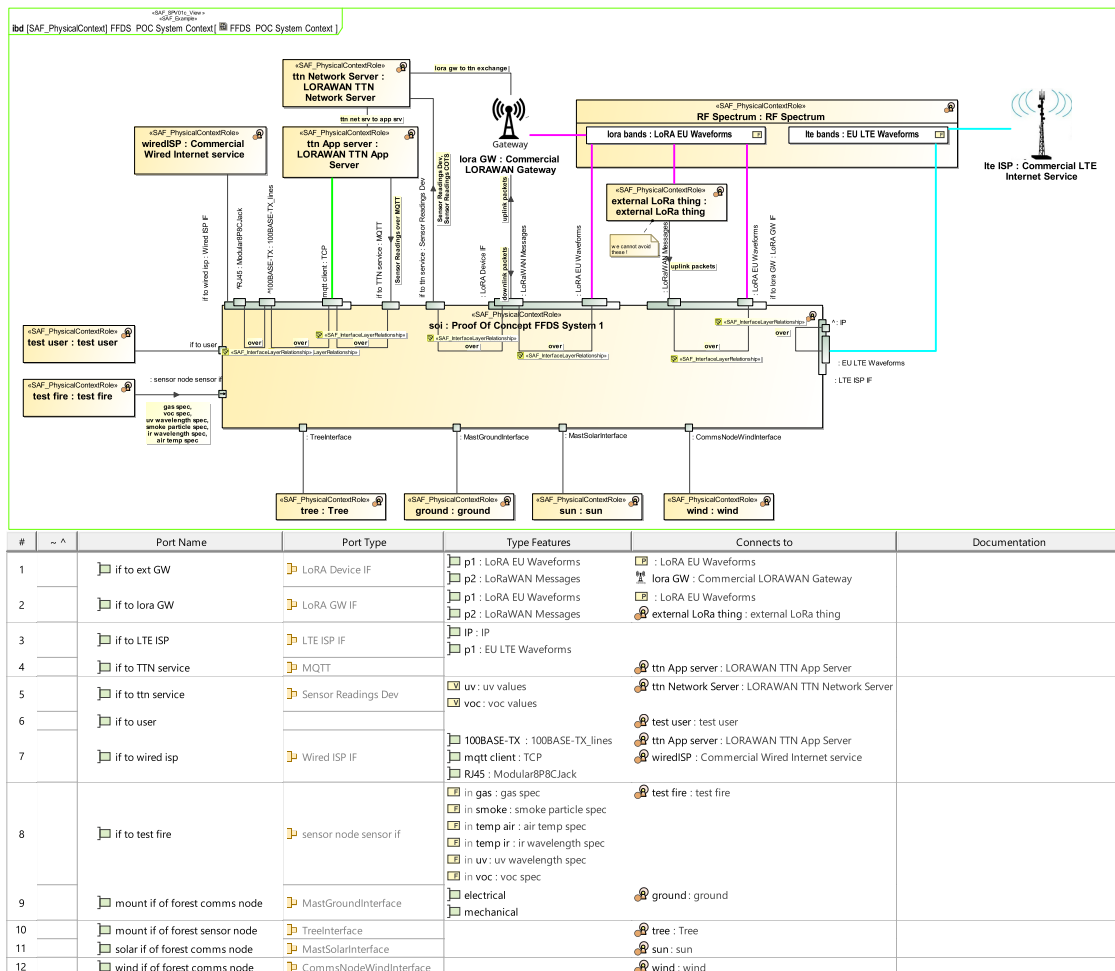 «SAF_SPV01c_View»
«SAF_Example»
ibd [SAF_PhysicalContext] FFDS POC System Context[ FFDS POC System Context ]
«SAF_PhysicalContextRole»
ttn Network Server :
LORAWAN TTN
Network Server
lora gw to ttn exchange
Gateway
lora GW : Commercial
LORAWAN Gateway
«SAF_PhysicalContextRole»
RF Spectrum : RF Spectrum
lora bands : LoRA EU Waveforms
lte bands : EU LTE Waveforms
lte ISP : Commercial LTE
Internet Service
ttn net srv to app srv
«SAF_PhysicalContextRole»
wiredISP : Commercial
Wired Internet service
«SAF_PhysicalContextRole»
ttn App server :
LORAWAN TTN App
Server
«SAF_PhysicalContextRole»
external LoRa thing :
external LoRa thing
we cannot avoid
these !
if to wired isp : Wired ISP IF
^RJ45 : Modular8P8CJack
^100BASE-TX : 100BASE-TX_lines
mqtt client : TCP
if to TTN service : MQTT
Sensor Readings over MQTT
if to ttn service : Sensor Readings Dev
Sensor Readings Dev,
Sensor Readings COTS
: LoRA Device IF
uplink packets
downlink packets
: LoRaWAN Messages
: LoRA EU Waveforms
: LoRaWAN Messages
uplink packets
: LoRA EU Waveforms
if to lora GW : LoRA GW IF
«SAF_PhysicalContextRole»
soi : Proof Of Concept FFDS System 1
«SAF_InterfaceLayerRelationship»
«SAF_InterfaceLayerRelationship»
«SAF_InterfaceLayerRelationship»
«SAF_InterfaceLayerRelationship»
«SAF_InterfaceLayerRelationship»
LayerRelationship»
«SAF_InterfaceLayerRelationship»
over
over
over
over
over
over
over
^ : IP
: EU LTE Waveforms
: LTE ISP IF
«SAF_PhysicalContextRole»
test user : test user
if to user
«SAF_PhysicalContextRole»
test fire : test fire
: sensor node sensor if
gas spec,
voc spec,
uv wavelength spec,
smoke particle spec,
ir wavelength spec,
air temp spec
: TreeInterface
: MastGroundInterface
: MastSolarInterface
: CommsNodeWindInterface
«SAF_PhysicalContextRole»
tree : Tree
«SAF_PhysicalContextRole»
ground : ground
«SAF_PhysicalContextRole»
sun : sun
«SAF_PhysicalContextRole»
wind : wind
# ~ ^ Port Name Port Type Type Features Connects to Documentation
1 if to ext GW LoRA Device IF p1 : LoRA EU Waveforms : LoRA EU Waveforms
p2 : LoRaWAN Messages lora GW : Commercial LORAWAN Gateway
2 if to lora GW LoRA GW IF p1 : LoRA EU Waveforms : LoRA EU Waveforms
p2 : LoRaWAN Messages external LoRa thing : external LoRa thing
3 if to LTE ISP LTE ISP IF IP : IP
p1 : EU LTE Waveforms
4 if to TTN service MQTT ttn App server : LORAWAN TTN App Server
5 if to ttn service Sensor Readings Dev uv : uv values ttn Network Server : LORAWAN TTN Network Server
voc : voc values
6 if to user test user : test user
7 if to wired isp Wired ISP IF 100BASE-TX : 100BASE-TX_lines ttn App server : LORAWAN TTN App Server
mqtt client : TCP wiredISP : Commercial Wired Internet service
RJ45 : Modular8P8CJack
8 if to test fire sensor node sensor if in gas : gas spec test fire : test fire
in smoke : smoke particle spec
in temp air : air temp spec
in temp ir : ir wavelength spec
in uv : uv wavelength spec
in voc : voc spec
9 mount if of forest comms node MastGroundInterface electrical ground : ground
mechanical
10 mount if of forest sensor node TreeInterface tree : Tree
11 solar if of forest comms node MastSolarInterface sun : sun
12 wind if of forest comms node CommsNodeWindInterface wind : wind